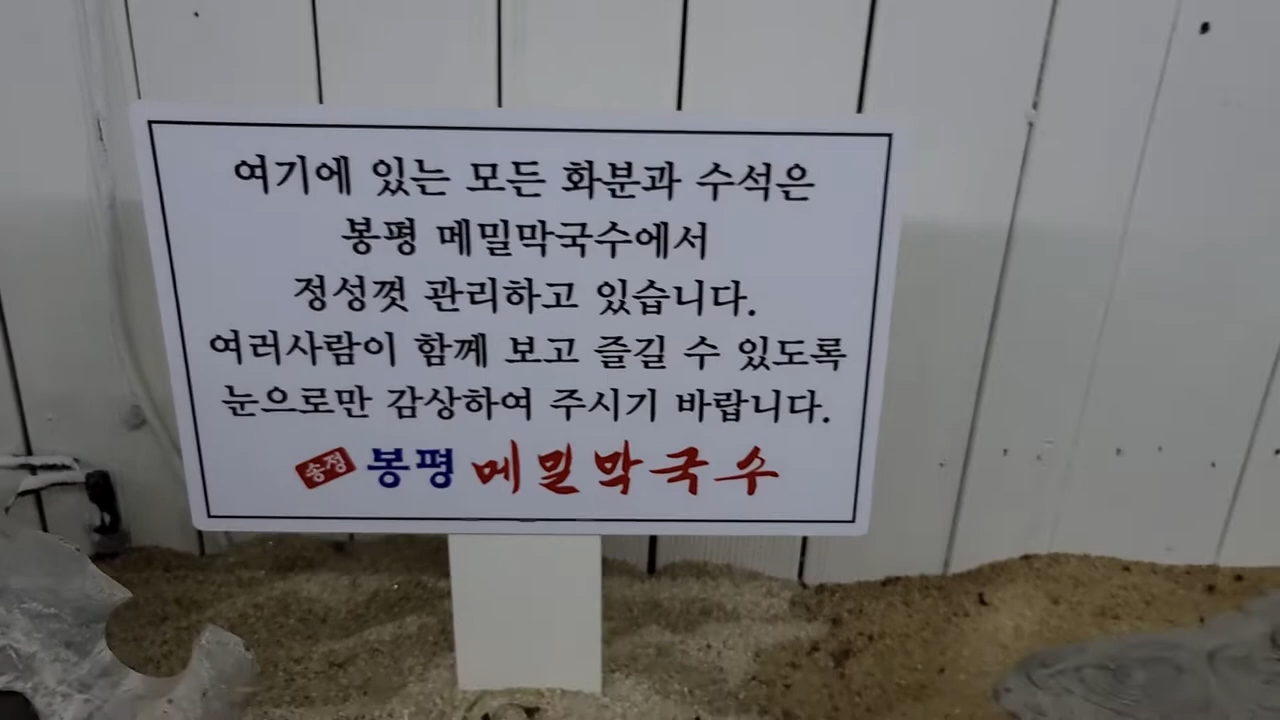 여기에 있는 모든 화분과 수석은
봉평 메밀막국수에서
정성껏 관리하고 있습니다.
여러사람이 함께 보고 즐길 수 있도록
눈으로만 감상하여 주시기 바랍니다.
송정 봉평 메밀막국수